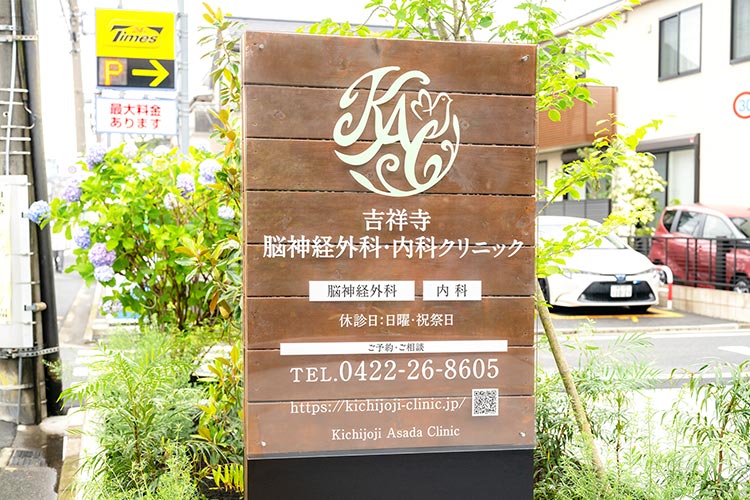 Times
P
最大料金
あります
KAC
吉祥寺
脳神経外科・内科クリニック
脳神経外科 内科
休診日:日曜・祝祭日
ご予約・ご相談
TEL.0422-26-8605
https://kichijoji-clinic.jp/
Kichijoji Asada Clinic
30